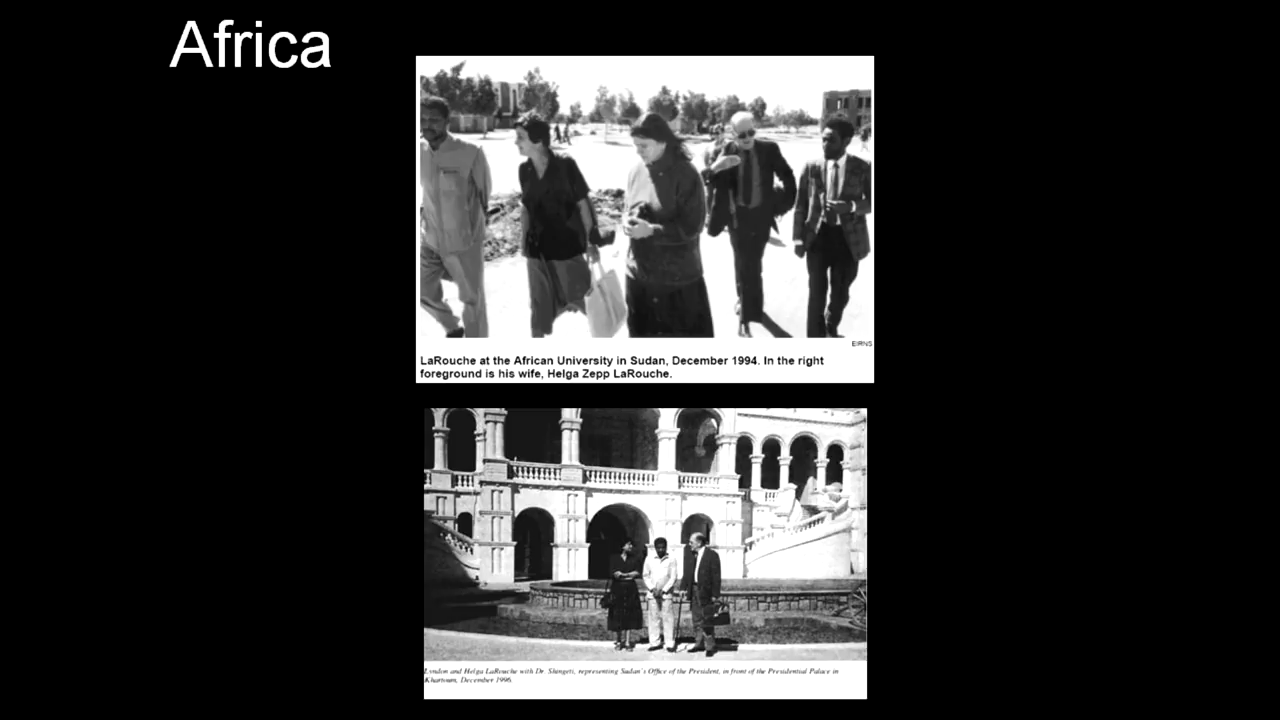 Africa
EIRNS
LaRouche at the African University in Sudan, December 1994. In the right
foreground is his wife, Helga Zepp LaRouche.
Lyndon and Helga LaRouche with Dr. Shingeti, representing Sudan's Office of the President, in front of the Presidential Palace in
Khartoum, December 1996.